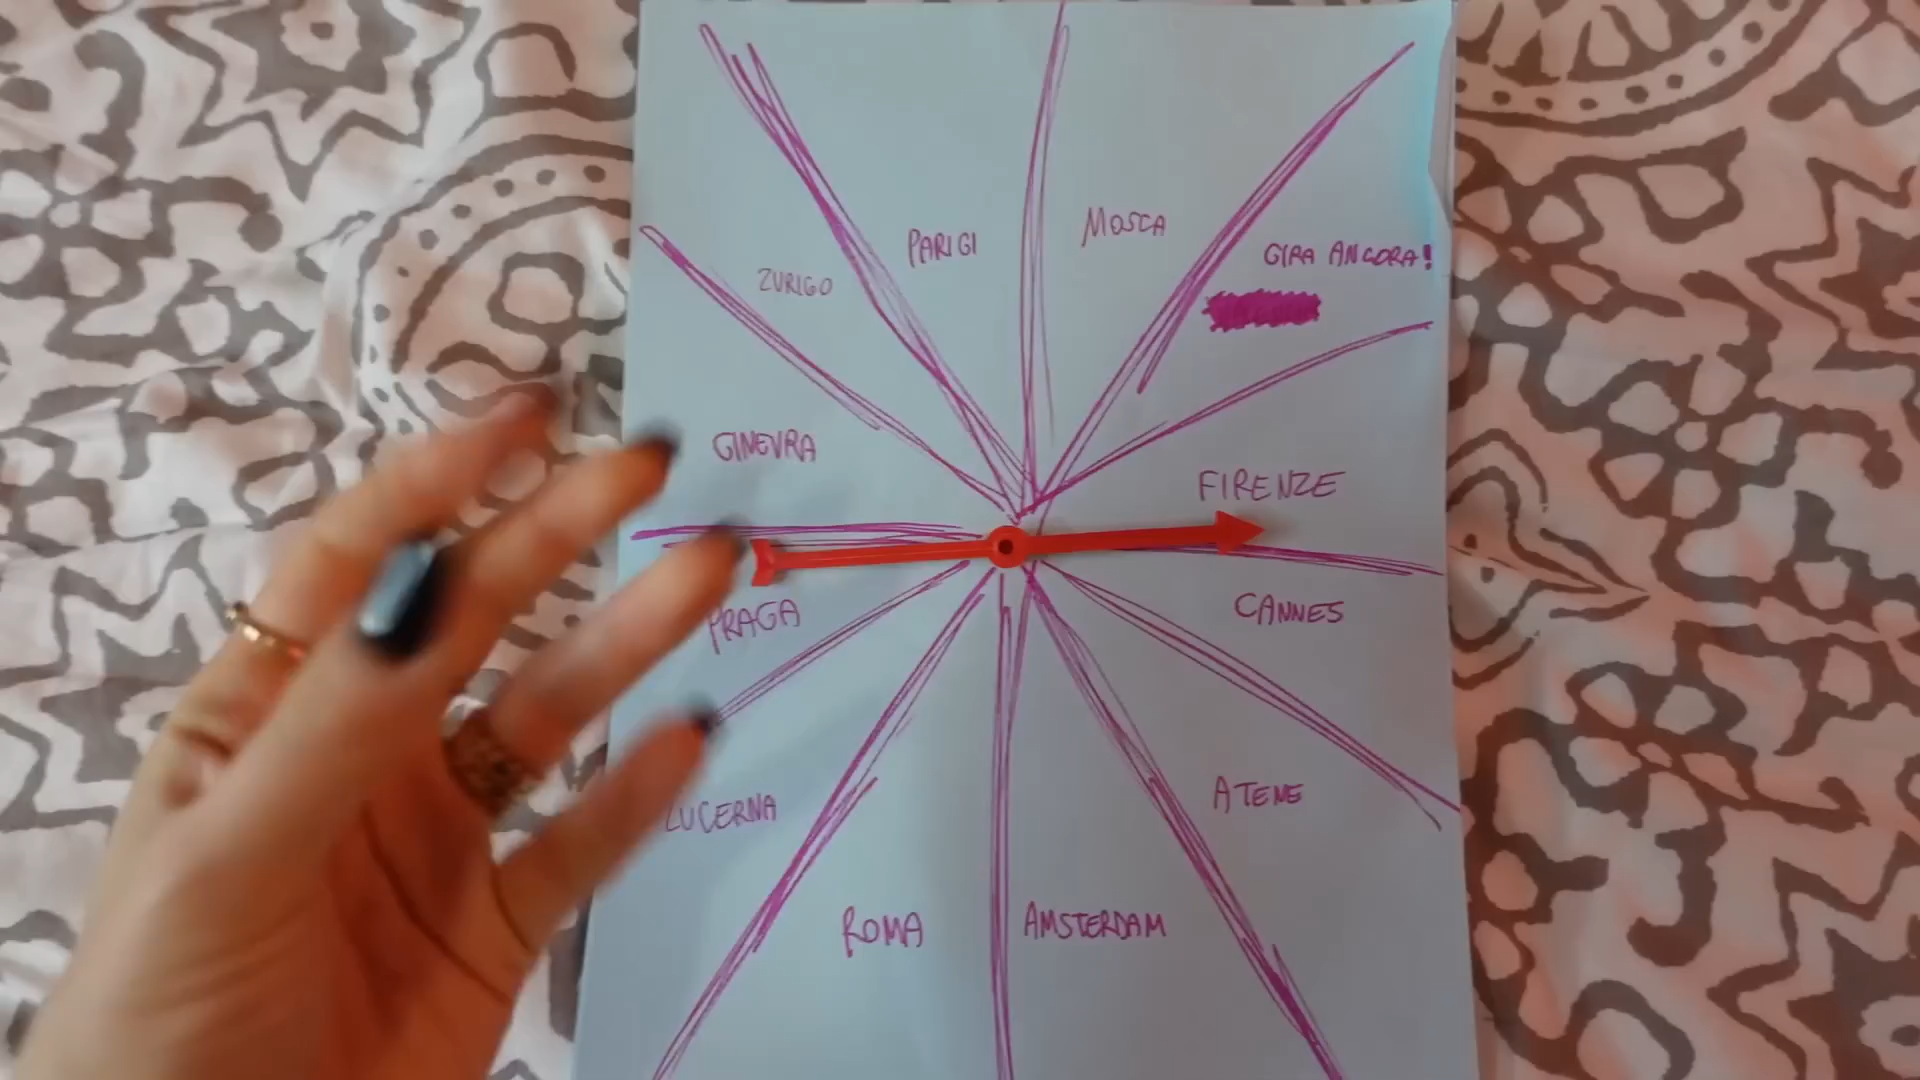 MOSCA
PARIGI
GIRA ANCORA!
ZURIGO
GINEVRA
FIRENZE
PRAGA
CANNES
ATENE
LUCERNA
ROMA
AMSTERDAM